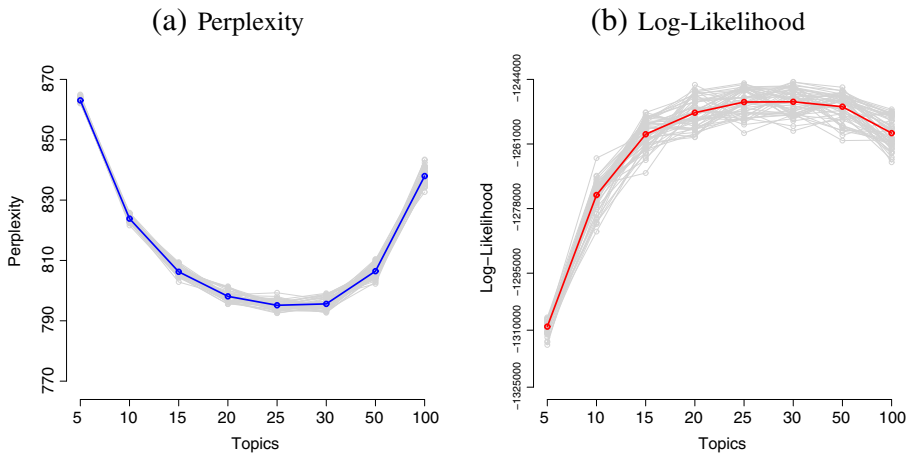 (a) Perplexity
870
850
830
810
790
770
Perplexity
5 10 15 20 25 30 50 100
Topics
(b) Log-Likelihood
−1244000
−1261000
−1278000
−1295000
−1310000
−1325000
Log−Likelihood
5 10 15 20 25 30 50 100
Topics